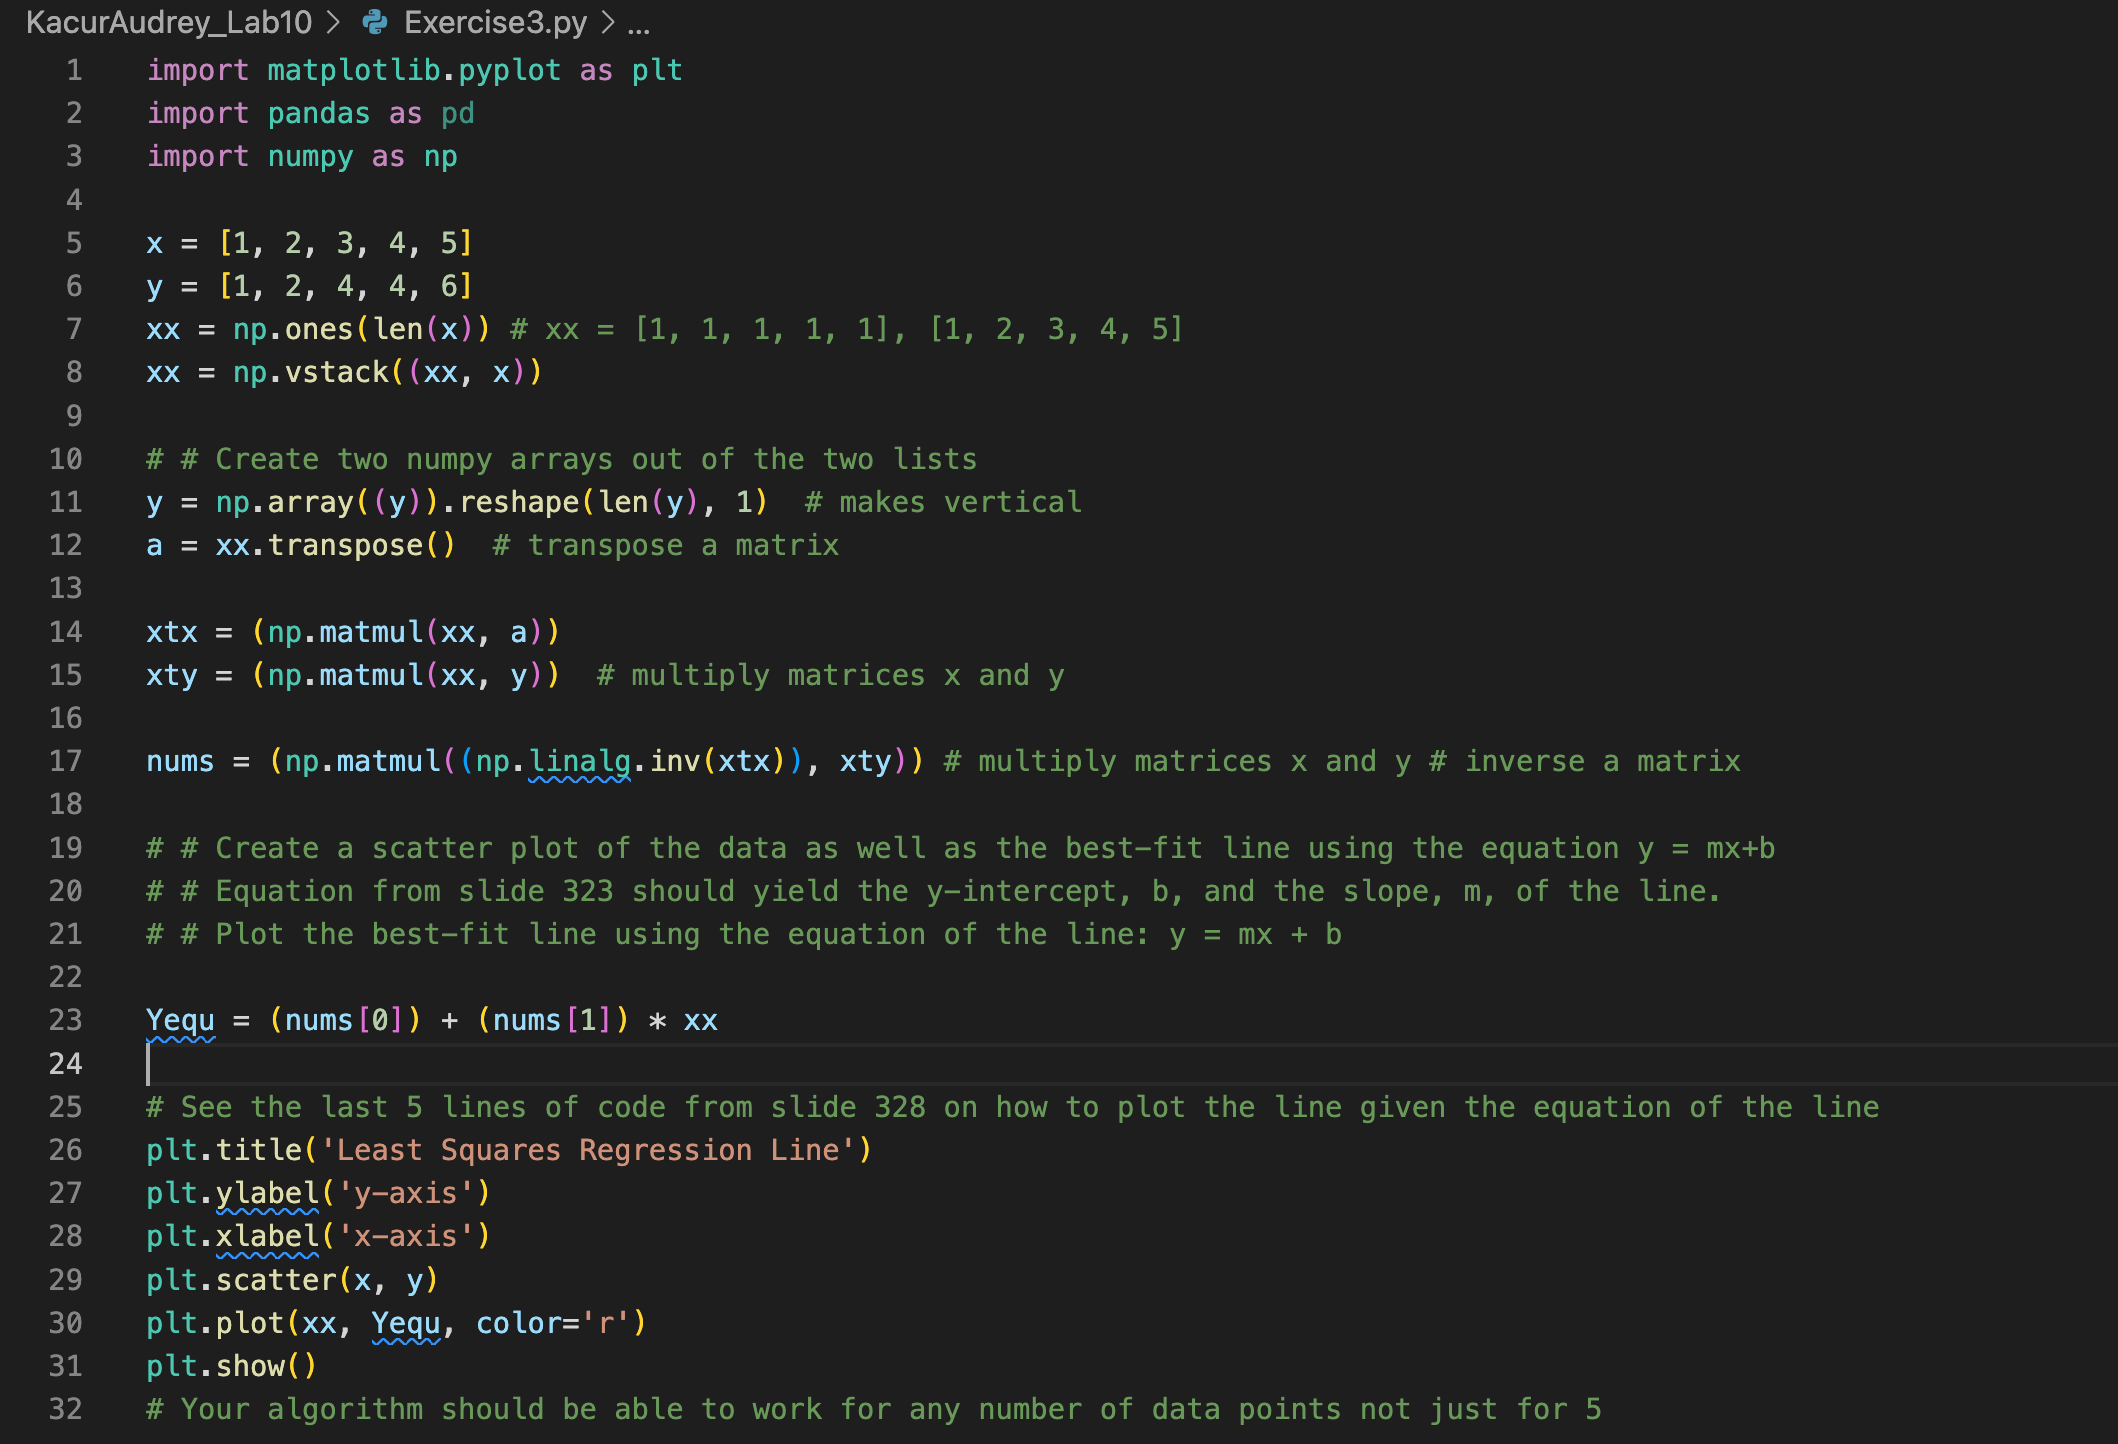 KacurAudrey_Lab10 > Exercise3.py > ...
1 import matplotlib.pyplot as plt
2 import pandas as pd
3 import numpy as np
4
5 x = [1, 2, 3, 4, 5]
6 y = [1, 2, 4, 4, 6]
7 xx = np.ones(len(x)) # xx = [1, 1, 1, 1, 1], [1, 2, 3, 4, 5]
8 xx = np.vstack((xx, x))
9
10 # # Create two numpy arrays out of the two lists
11 y = np.array((y)).reshape(len(y), 1)  # makes vertical
12 a = xx.transpose()  # transpose a matrix
13
14 xtx = (np.matmul(xx, a))
15 xty = (np.matmul(xx, y))  # multiply matrices x and y
16
17 nums = (np.matmul((np.linalg.inv(xtx)), xty)) # multiply matrices x and y # inverse a matrix
18
19 # # Create a scatter plot of the data as well as the best-fit line using the equation y = mx+b
20 # # Equation from slide 323 should yield the y-intercept, b, and the slope, m, of the line.
21 # # Plot the best-fit line using the equation of the line: y = mx + b
22
23 Yequ = (nums[0]) + (nums[1]) * xx
24
25 # See the last 5 lines of code from slide 328 on how to plot the line given the equation of the line
26 plt.title('Least Squares Regression Line')
27 plt.ylabel('y-axis')
28 plt.xlabel('x-axis')
29 plt.scatter(x, y)
30 plt.plot(xx, Yequ, color='r')
31 plt.show()
32 # Your algorithm should be able to work for any number of data points not just for 5